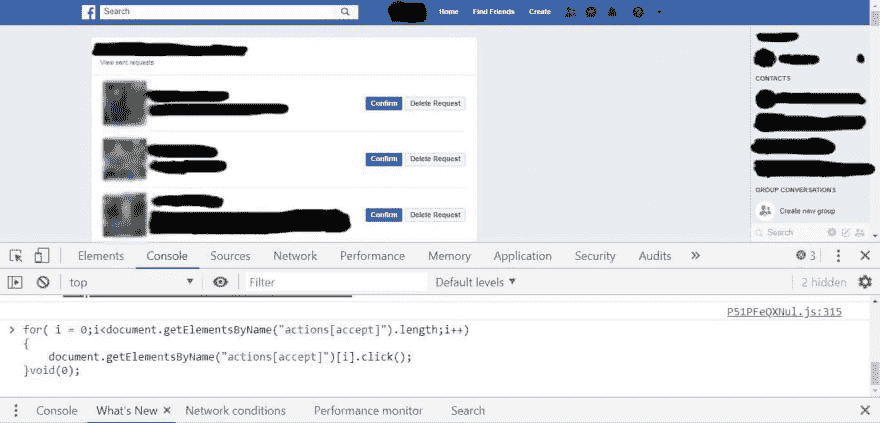 f Search Home Find Friends Create
View sent requests
Confirm Delete Request
Confirm Delete Request
Confirm Delete Request
CONTACTS
GROUP CONVERSATIONS
Create new group
Search
Elements Console Sources Network Performance Memory Application Security Audits » 3
top Filter Default levels ▼ 2 hidden
P51PFeQXNul.js:315
> for( i = 0;i<document.getElementsByName("actions[accept]").length;i++)
{
document.getElementsByName("actions[accept]")[i].click();
}void(0);
Console What's New × Network conditions Performance monitor Search